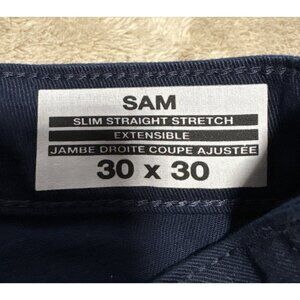 SAM
SLIM STRAIGHT STRETCH
EXTENSIBLE
JAMBE DROITE COUPE AJUSTÉE
30 x 30